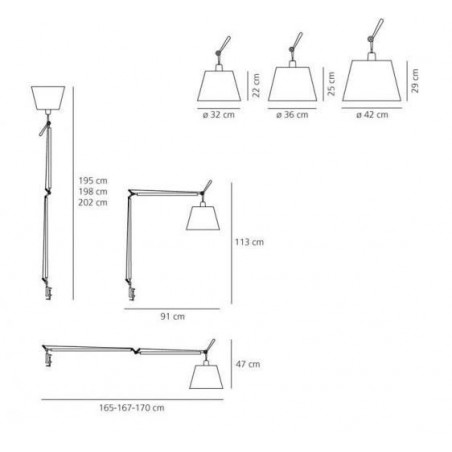 22 cm
25 cm
29 cm
ø 32 cm
ø 36 cm
ø 42 cm
195 cm
198 cm
202 cm
113 cm
91 cm
47 cm
165-167-170 cm